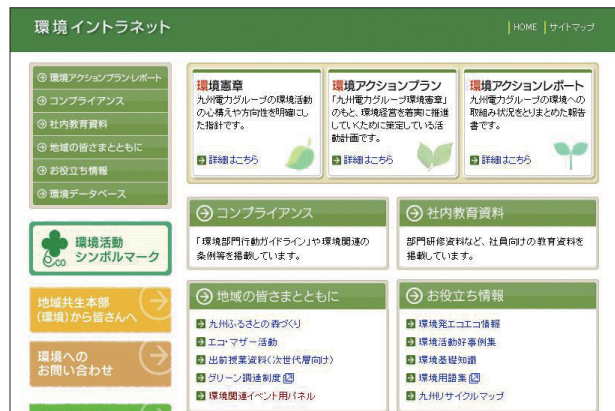 環境イントラネット
HOME
サイトマップ
環境アクションプランレポート
コンプライアンス
社内教育資料
地域の皆さまとともに
お役立ち情報
環境データベース
eco
環境活動
シンボルマーク
地域共生本部
(環境)から皆さんへ
環境への
お問い合わせ
環境憲章
九州電力グループの環境活動
の心構えや方向性を明確にし
た指針です。
詳細はこちら
環境アクションプラン
「九州電力グループ環境憲章」
のもと、環境経営を着実に推進
していくために策定している活
動計画です。
詳細はこちら
環境アクションレポート
九州電力グループの環境への
取組み状況をとりまとめた報告
書です。
詳細はこちら
コンプライアンス
「環境部門行動ガイドライン」や環境関連の
条例等を掲載しています。
社内教育資料
部門研修資料など、社員向けの教育資料を
掲載しています。
地域の皆さまとともに
九州ふるさとの森づくり
エコ・マザー活動
出前授業資料(次世代層向け)
グリーン調達制度
環境関連イベント用パネル
お役立ち情報
環境発エコエコ情報
環境活動好事例集
環境基礎知識
環境用語集
九州リサイクルマップ